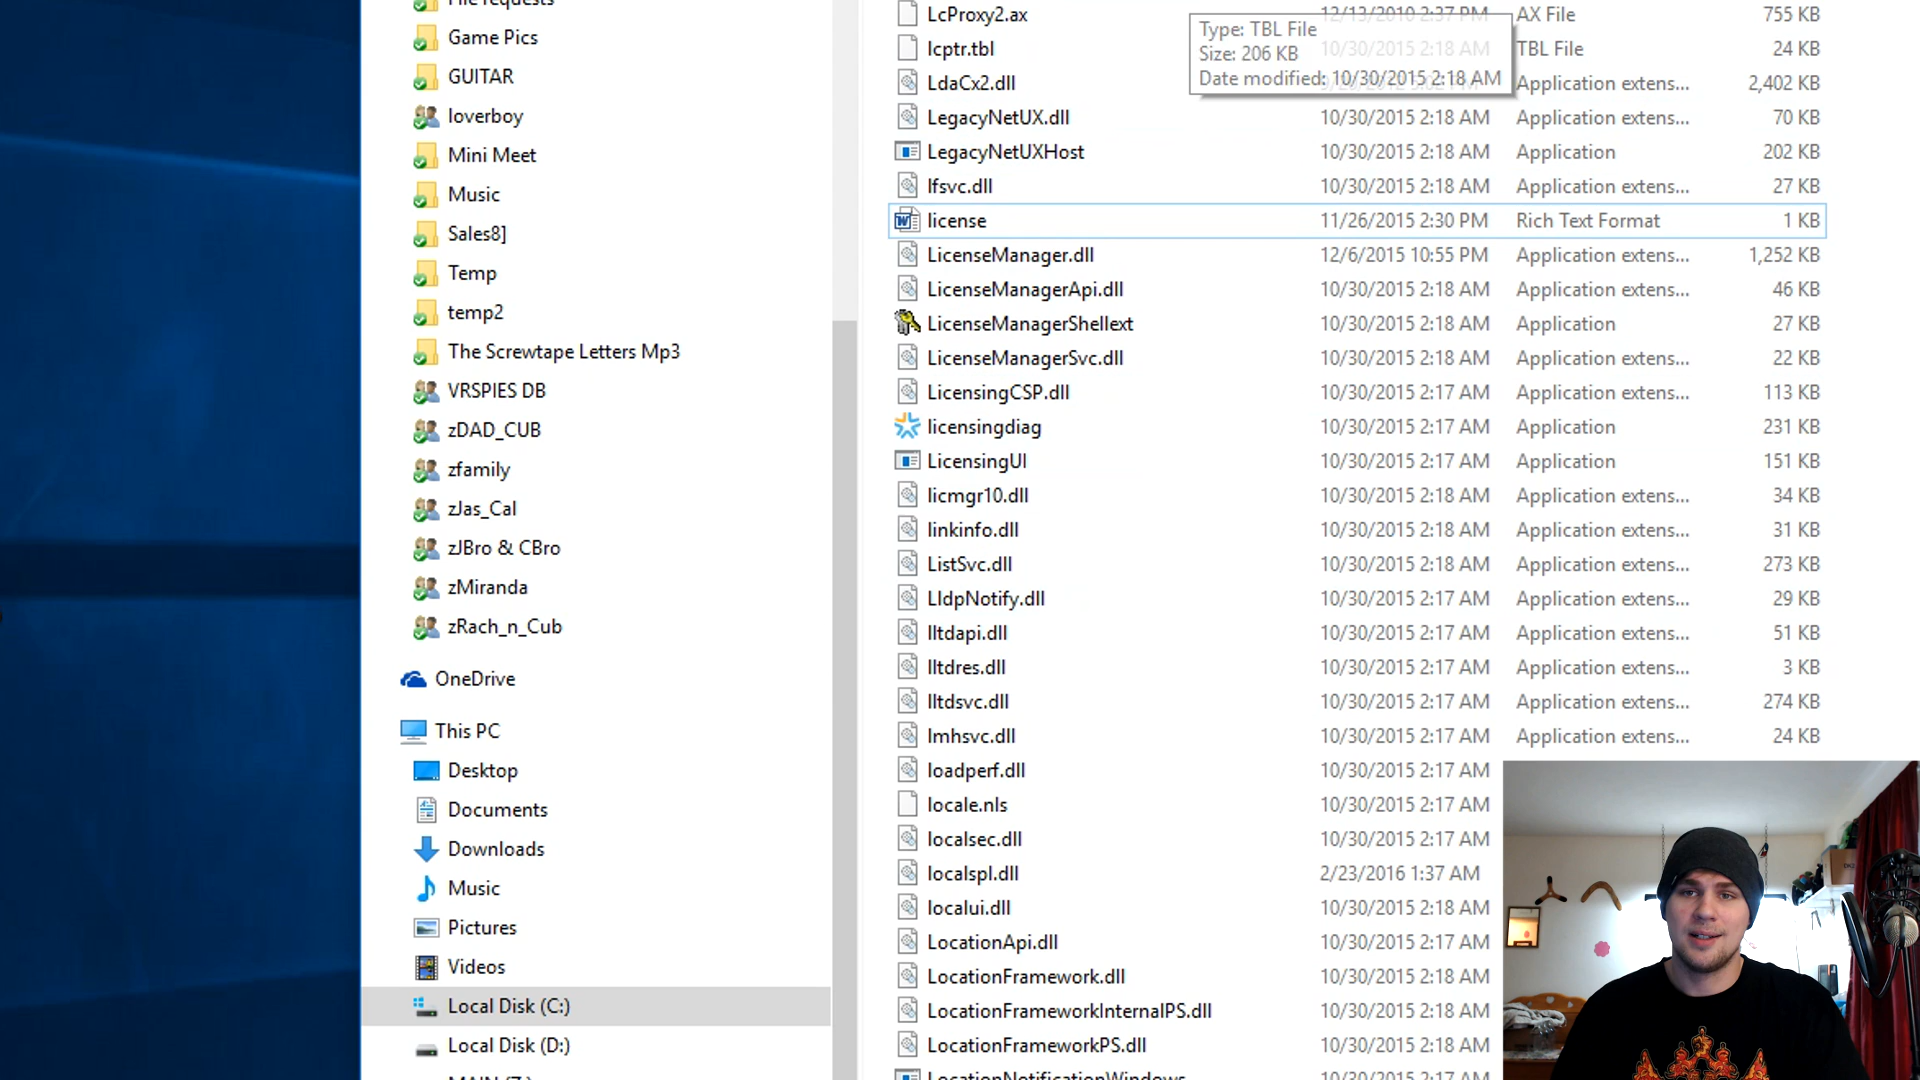 File requests
Game Pics
GUITAR
loverboy
Mini Meet
Music
Sales8]
Temp
temp2
The Screwtape Letters Mp3
VRSPIES DB
zDAD_CUB
zfamily
zJas_Cal
zJBro & CBro
zMiranda
zRach_n_Cub
OneDrive
This PC
Desktop
Documents
Downloads
Music
Pictures
Videos
Local Disk (C:)
Local Disk (D:)
Type: TBL File
Size: 206 KB
Date modified: 10/30/2015 2:18 AM
LcProxy2.ax 12/13/2010 2:37 PM AX File 755 KB
lcptr.tbl 10/30/2015 2:18 AM TBL File 24 KB
LdaCx2.dll Application extens... 2,402 KB
LegacyNetUX.dll 10/30/2015 2:18 AM Application extens... 70 KB
LegacyNetUXHost 10/30/2015 2:18 AM Application 202 KB
lfsvc.dll 10/30/2015 2:18 AM Application extens... 27 KB
license 11/26/2015 2:30 PM Rich Text Format 1 KB
LicenseManager.dll 12/6/2015 10:55 PM Application extens... 1,252 KB
LicenseManagerApi.dll 10/30/2015 2:18 AM Application extens... 46 KB
LicenseManagerShellext 10/30/2015 2:18 AM Application 27 KB
LicenseManagerSvc.dll 10/30/2015 2:18 AM Application extens... 22 KB
LicensingCSP.dll 10/30/2015 2:17 AM Application extens... 113 KB
licensingdiag 10/30/2015 2:17 AM Application 231 KB
LicensingUI 10/30/2015 2:17 AM Application 151 KB
licmgr10.dll 10/30/2015 2:18 AM Application extens... 34 KB
linkinfo.dll 10/30/2015 2:18 AM Application extens... 31 KB
ListSvc.dll 10/30/2015 2:18 AM Application extens... 273 KB
LldpNotify.dll 10/30/2015 2:17 AM Application extens... 29 KB
lltdapi.dll 10/30/2015 2:17 AM Application extens... 51 KB
lltdres.dll 10/30/2015 2:17 AM Application extens... 3 KB
lltdsvc.dll 10/30/2015 2:17 AM Application extens... 274 KB
lmhsvc.dll 10/30/2015 2:17 AM Application extens... 24 KB
loadperf.dll 10/30/2015 2:17 AM
locale.nls 10/30/2015 2:17 AM
localsec.dll 10/30/2015 2:17 AM
localspl.dll 2/23/2016 1:37 AM
localui.dll 10/30/2015 2:18 AM
LocationApi.dll 10/30/2015 2:17 AM
LocationFramework.dll 10/30/2015 2:18 AM
LocationFrameworkInternalPS.dll 10/30/2015 2:18 AM
LocationFrameworkPS.dll 10/30/2015 2:18 AM
LocationNotificationWindows 10/30/2015 2:17 AM